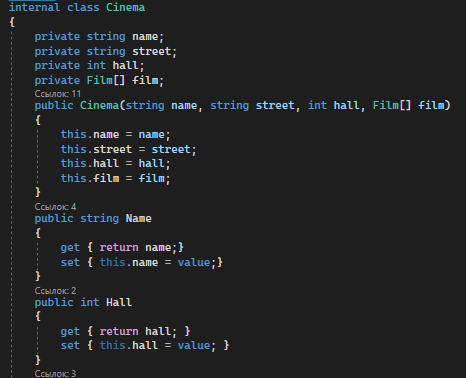 internal class Cinema
{
private string name;
private string street;
private int hall;
private Film[] film;
Ссылок: 11
public Cinema(string name, string street, int hall, Film[] film)
{
this.name = name;
this.street = street;
this.hall = hall;
this.film = film;
}
Ссылок: 4
public string Name
{
get { return name;}
set { this.name = value;}
}
Ссылок: 2
public int Hall
{
get { return hall; }
set { this.hall = value; }
}
Ссылок: 3